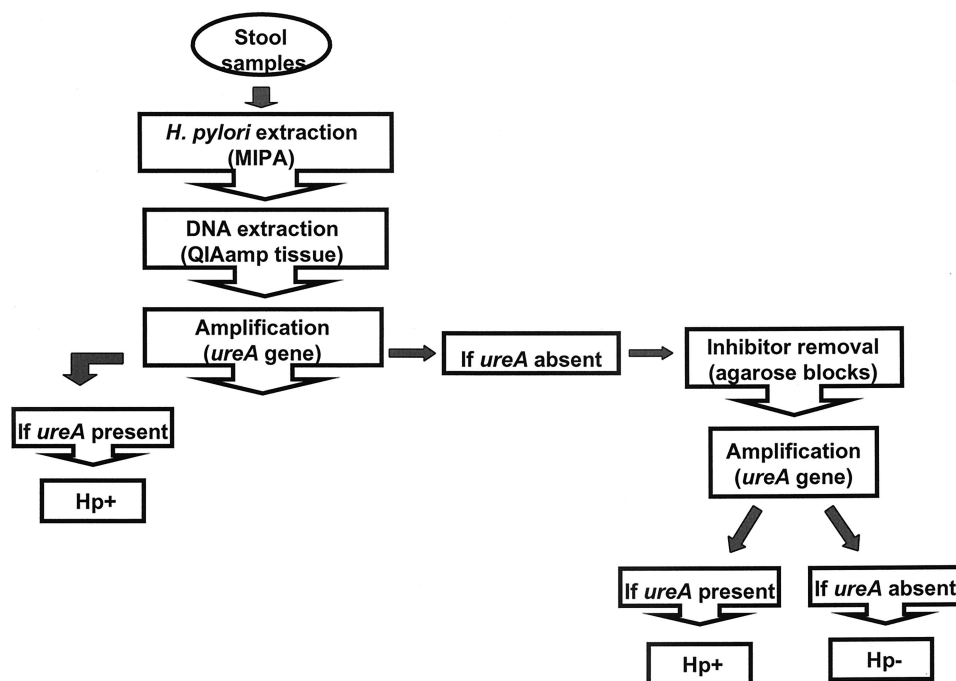 Stool
samples
H. pylori extraction
(MIPA)
DNA extraction
(QIAamp tissue)
Amplification
(ureA gene)
If ureA absent
Inhibitor removal
(agarose blocks)
If ureA present
Hp+
Amplification
(ureA gene)
If ureA present
If ureA absent
Hp+
Hp-